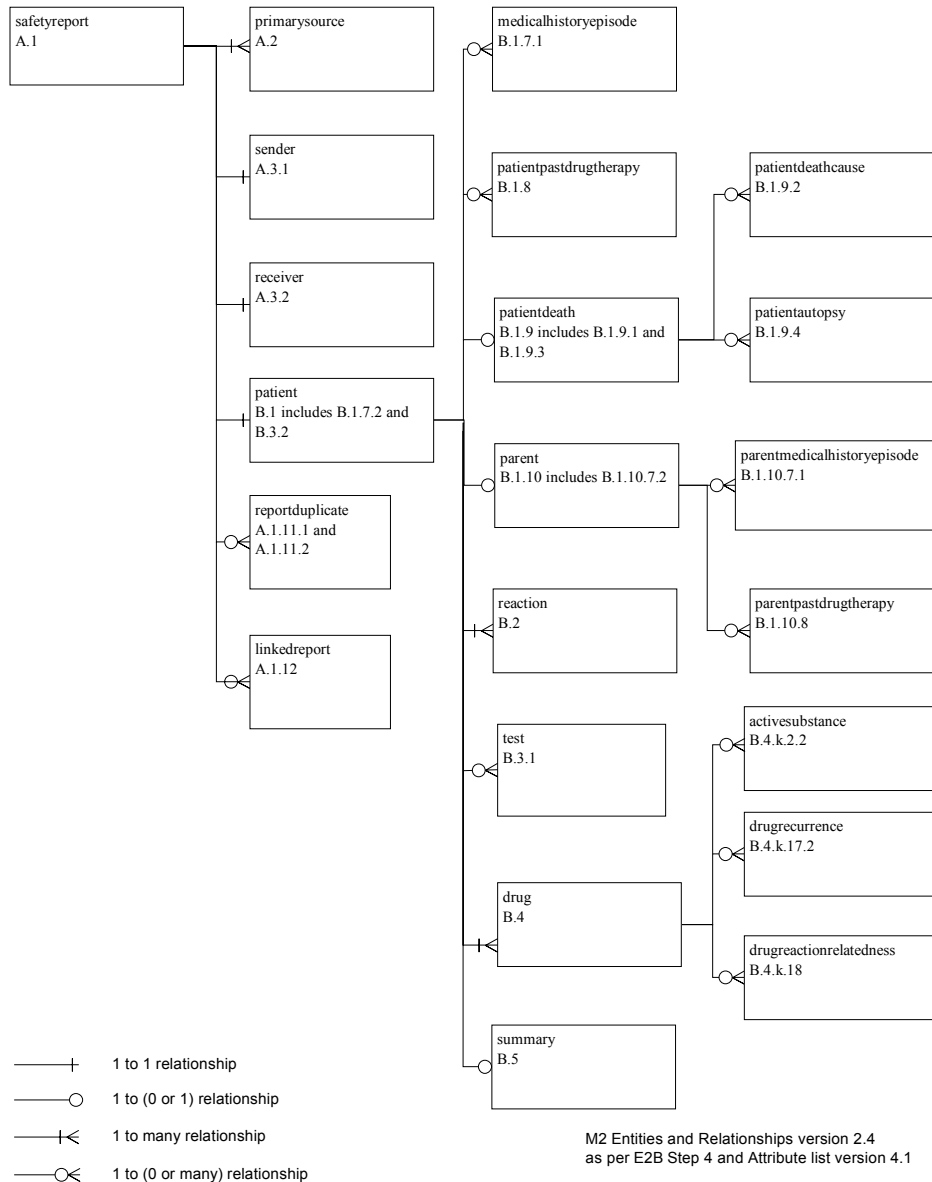 safetyreport
A.1
primarysource
A.2
sender
A.3.1
receiver
A.3.2
patient
B.1 includes B.1.7.2 and
B.3.2
reportduplicate
A.1.11.1 and
A.1.11.2
linkedreport
A.1.12
medicalhistoryepisode
B.1.7.1
patientpastdrugtherapy
B.1.8
patientdeath
B.1.9 includes B.1.9.1 and
B.1.9.3
parent
B.1.10 includes B.1.10.7.2
reaction
B.2
test
B.3.1
drug
B.4
summary
B.5
patientdeathcause
B.1.9.2
patientautopsy
B.1.9.4
parentmedicalhistoryepisode
B.1.10.7.1
parentpastdrugtherapy
B.1.10.8
activesubstance
B.4.k.2.2
drugrecurrence
B.4.k.17.2
drugreactionrelatedness
B.4.k.18
1 to 1 relationship
1 to (0 or 1) relationship
1 to many relationship
1 to (0 or many) relationship
M2 Entities and Relationships version 2.4
as per E2B Step 4 and Attribute list version 4.1